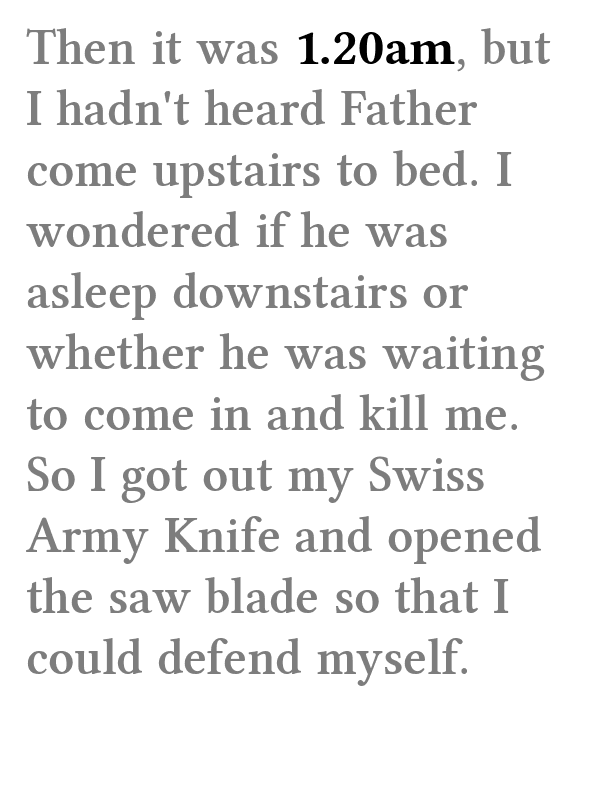 Then it was 1.20am, but
I hadn't heard Father
come upstairs to bed. I
wondered if he was
asleep downstairs or
whether he was waiting
to come in and kill me.
So I got out my Swiss
Army Knife and opened
the saw blade so that I
could defend myself.